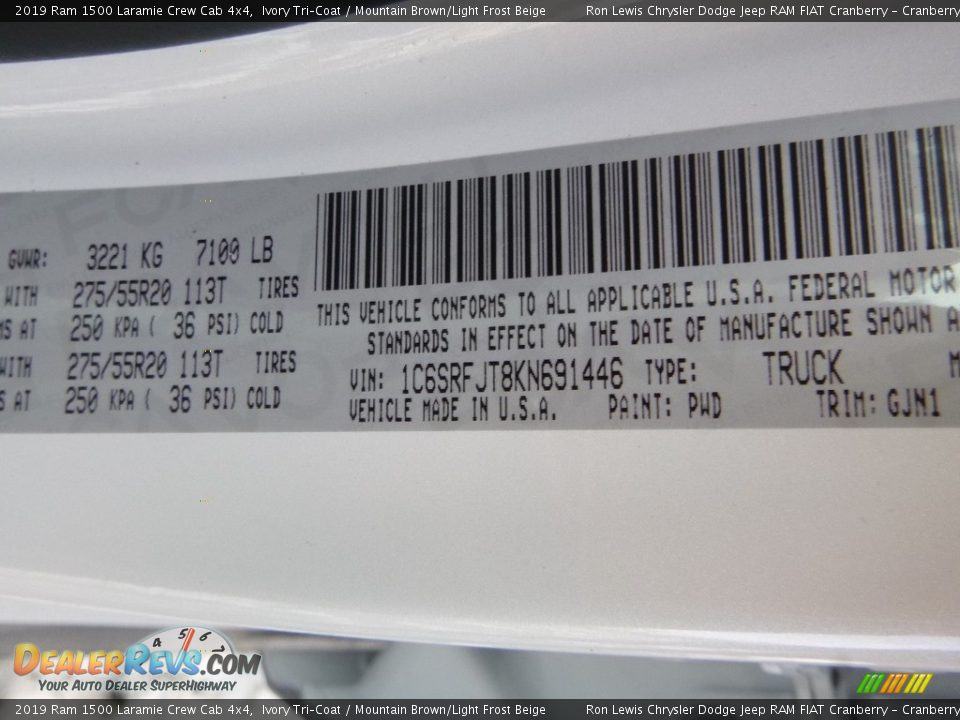 2019 Ram 1500 Laramie Crew Cab 4x4, Ivory Tri-Coat / Mountain Brown/Light Frost Beige Ron Lewis Chrysler Dodge Jeep RAM FIAT Cranberry - Cranberry
GVWR: 3221 KG 7100 LB
WITH 275/55R20 113T TIRES
AT 250 KPA ( 36 PSI) COLD
WITH 275/55R20 113T TIRES
AT 250 KPA ( 36 PSI) COLD
THIS VEHICLE CONFORMS TO ALL APPLICABLE U.S.A. FEDERAL MOTOR
STANDARDS IN EFFECT ON THE DATE OF MANUFACTURE SHOWN
VIN: 1C6SRFJT8KN691446 TYPE: TRUCK
VEHICLE MADE IN U.S.A. PAINT: PWD TRIM: GJN1
4 5 6
DEALERREVS.COM
YOUR AUTO DEALER SUPERHIGHWAY
2019 Ram 1500 Laramie Crew Cab 4x4, Ivory Tri-Coat / Mountain Brown/Light Frost Beige Ron Lewis Chrysler Dodge Jeep RAM FIAT Cranberry - Cranberry